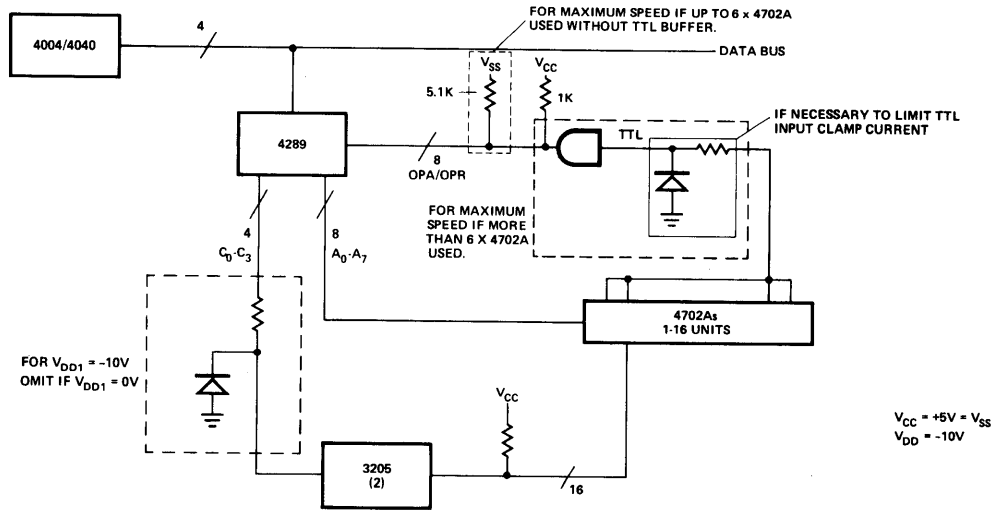 FOR MAXIMUM SPEED IF UP TO 6 x 4702A
USED WITHOUT TTL BUFFER.
4004/4040
4
DATA BUS
VSS
VCC
5.1K
1K
IF NECESSARY TO LIMIT TTL
INPUT CLAMP CURRENT
TTL
4289
8
OPA/OPR
FOR MAXIMUM
SPEED IF MORE
THAN 6 X 4702A
USED.
4
C0-C3
8
A0-A7
4702As
1-16 UNITS
FOR VDD1 = -10V
OMIT IF VDD1 = 0V
VCC
VCC = +5V = VSS
VDD = -10V
3205
(2)
16